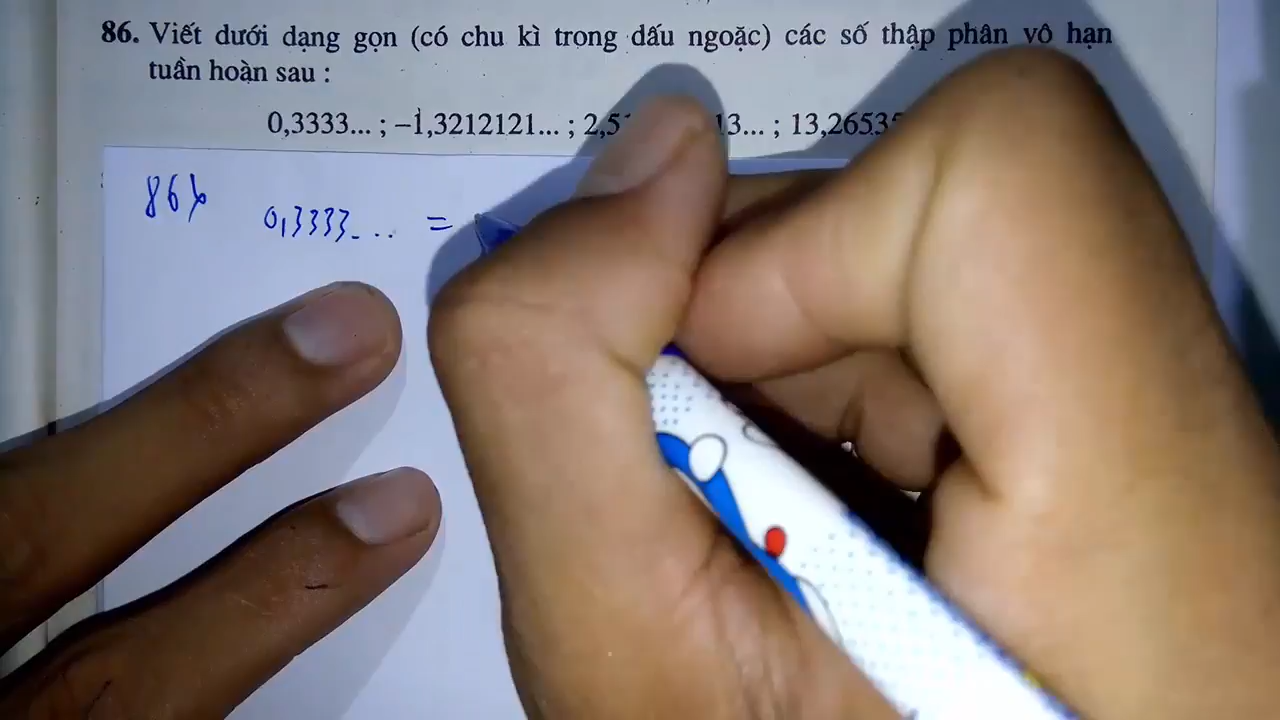 86. Viết dưới dạng gọn (có chu kì trong dấu ngoặc) các số thập phân vô hạn
tuần hoàn sau :
0,3333... ; –1,3212121... ; 2,5 13... ; 13,2653
86)
0,3333... =